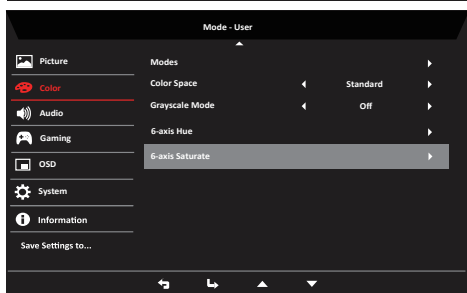 Mode - User
Picture
Color
Audio
Gaming
OSD
System
Information
Save Settings to...
Modes
Color Space Standard
Grayscale Mode Off
6-axis Hue
6-axis Saturate